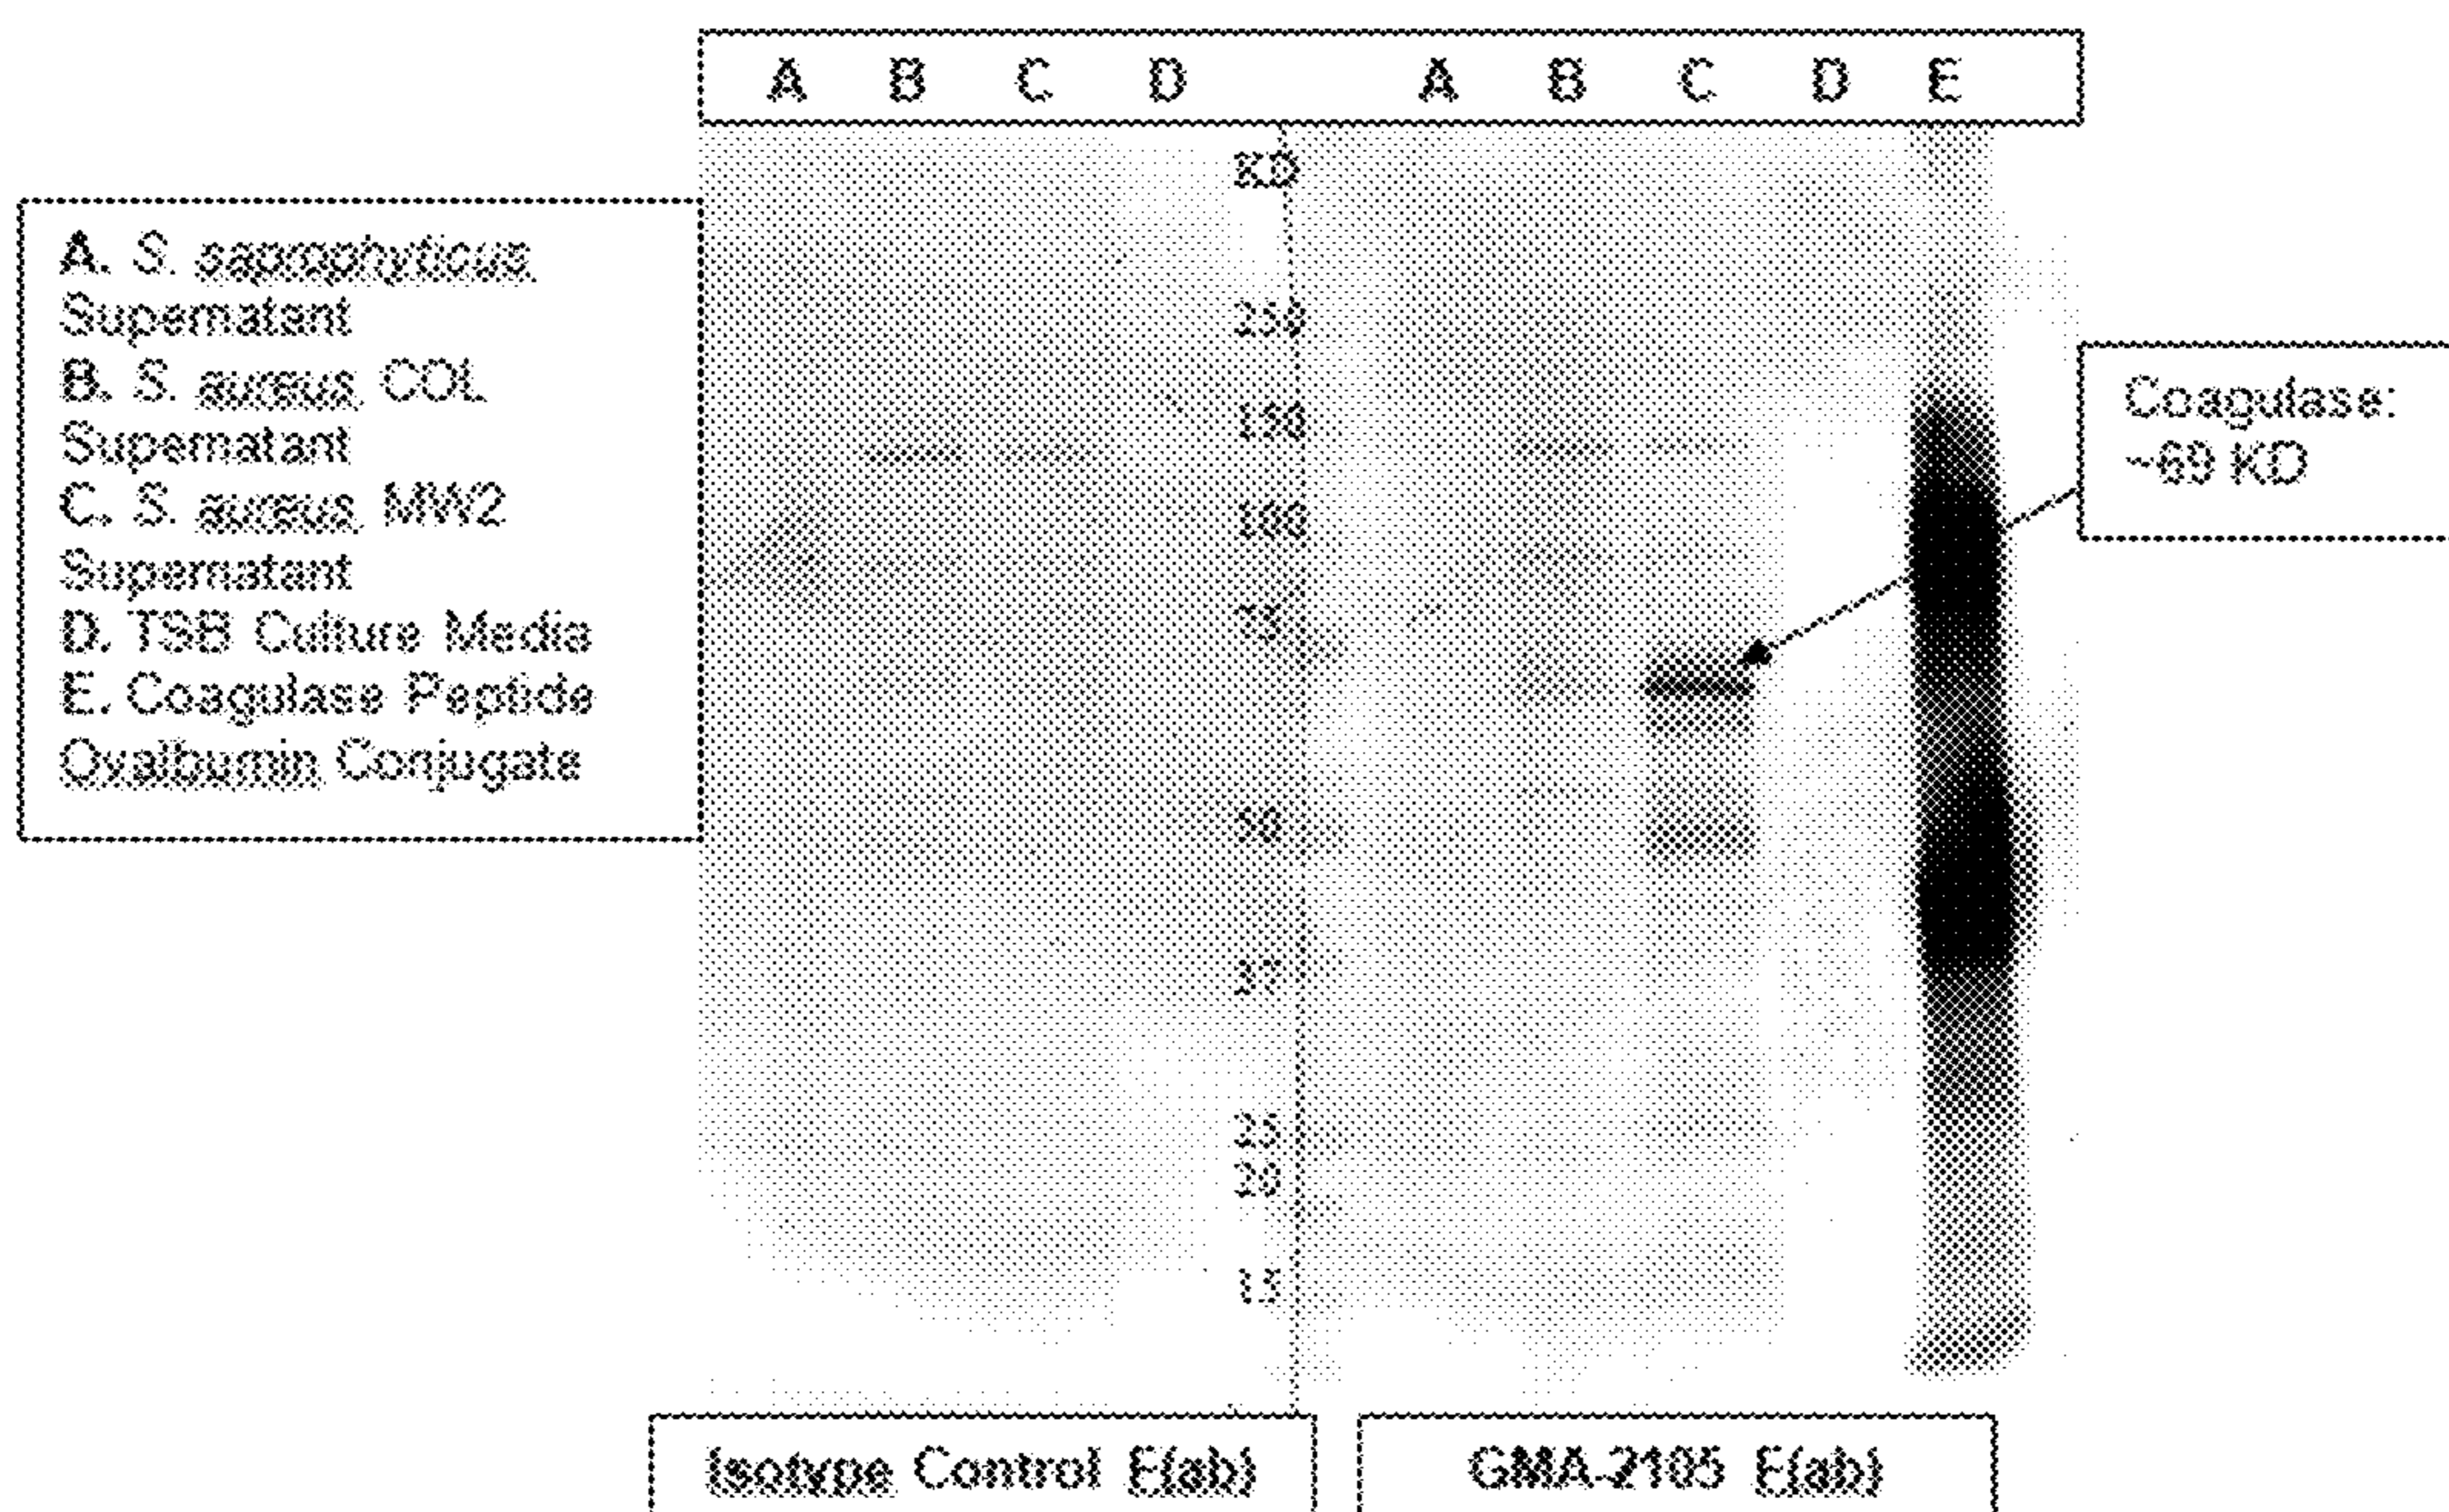 A B C D A B C D E
KD
250
150
100
75
50
37
25
20
15
A. S. saprophyticus
Supernatant
B. S. aureus COL
Supernatant
C. S. aureus MW2
Supernatant
D. TSB Culture Media
E. Coagulase Peptide
Ovalbumin Conjugate
Coagulase:
~69 KD
Isotype Control F(ab)
GMA-2105 F(ab)